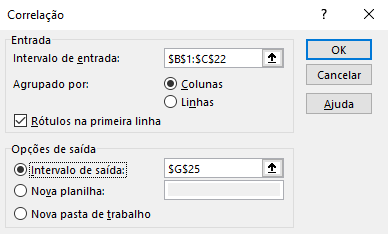 Correlação
Entrada
Intervalo de entrada: $B$1:$C$22
Agrupado por: Colunas
Linhas
Rótulos na primeira linha
OK
Cancelar
Ajuda
Opções de saída
Intervalo de saída: $G$25
Nova planilha:
Nova pasta de trabalho